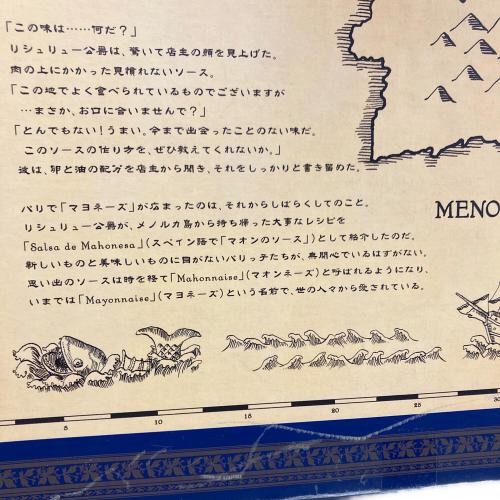 「この味は……何だ？」
リシュリュー公爵は、驚いて店主の顔を見上げた。
肉の上にかかった見慣れないソース。
「この地でよく食べられているものでございますが
…まさか、お口に合いませんで？」
「とんでもない！うまい。今まで出会ったことのない味だ。
このソースの作り方を、ぜひ教えてくれないか。」
彼は、卵と油の配分を店主から聞き、それをしっかりと書き留めた。
パリで「マヨネーズ」が広まったのは、それからしばらくしてのこと。
リシュリュー公爵が、メノルカ島から持ち帰った大事なレシピを
「Salsa de Mahonesa」(スペイン語で「マオンのソース」)として紹介したのだ。
新しいものと美味しいものに目がないパリっ子たちが、無関心でいるはずがない。
思い出のソースは時を経て「Mahonnaise」(マオンネーズ)と呼ばれるようになり、
いまでは「Mayonnaise」(マヨネーズ)という名前で、世の人々から愛されている。
MENO
5
10
15
20
25
30